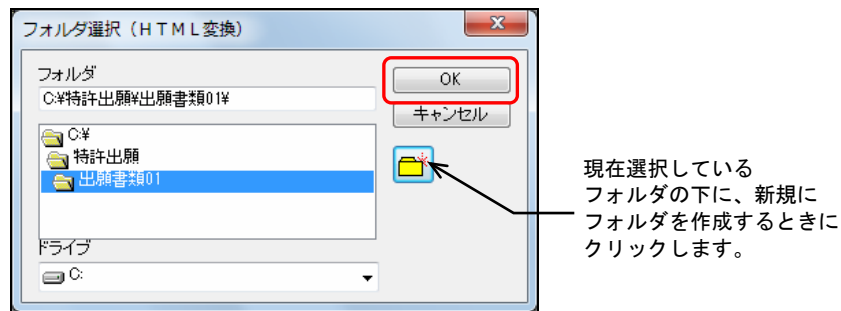 フォルダ選択（ＨＴＭＬ変換）
フォルダ
C:¥特許出願¥出願書類01¥
C:¥
特許出願
出願書類01
ドライブ
C:
OK
キャンセル
現在選択している
フォルダの下に、新規に
フォルダを作成するときに
クリックします。